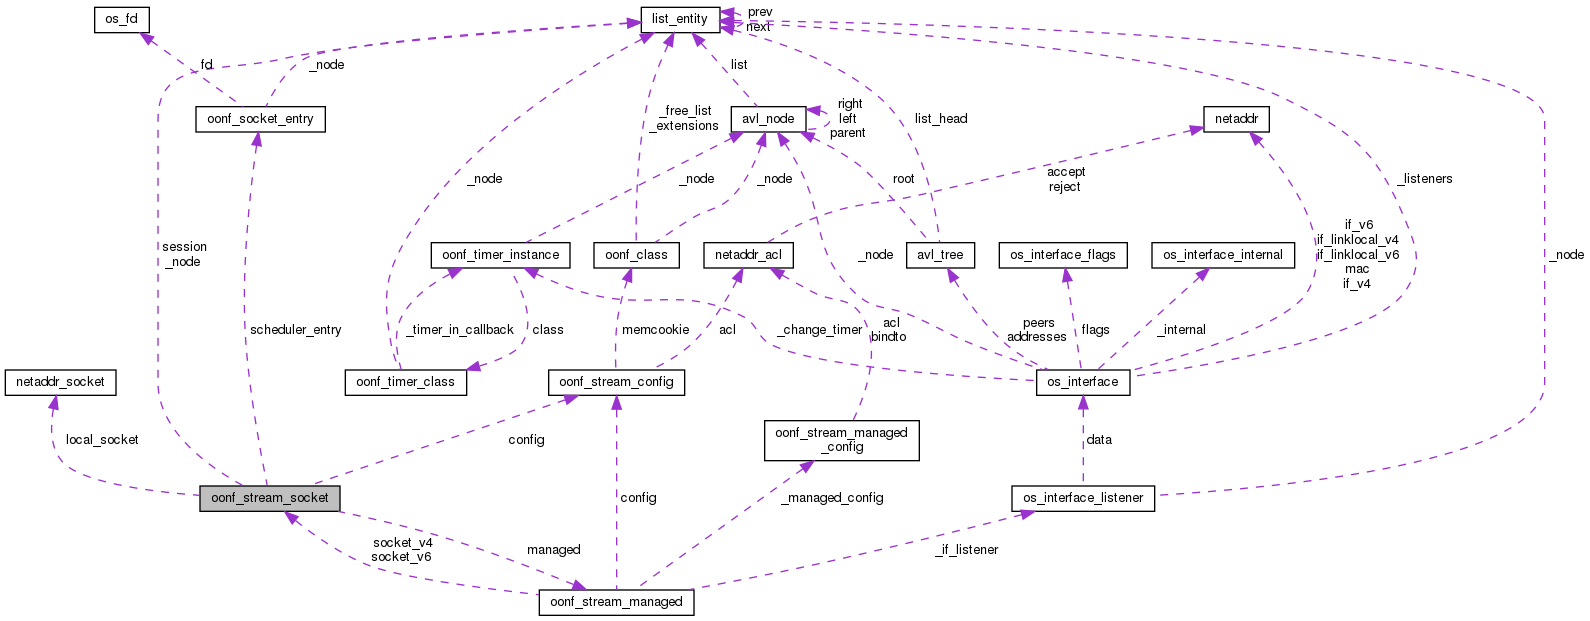 os_fd
list_entity
prev
next
fd
_node
list
oonf_socket_entry
_free_list
_extensions
avl_node
right
left
parent
list_head
netaddr
_node
_node
_node
root
accept
reject
_listeners
session
_node
oonf_timer_instance
oonf_class
netaddr_acl
_node
avl_tree
os_interface_flags
os_interface_internal
if_v6
if_linklocal_v4
if_linklocal_v6
mac
if_v4
_node
scheduler_entry
_timer_in_callback
class
memcookie
acl
_change_timer
acl
bindto
peers
addresses
flags
_internal
netaddr_socket
oonf_timer_class
oonf_stream_config
os_interface
local_socket
config
oonf_stream_managed
_config
data
oonf_stream_socket
config
_managed_config
os_interface_listener
socket_v4
socket_v6
managed
_if_listener
oonf_stream_managed